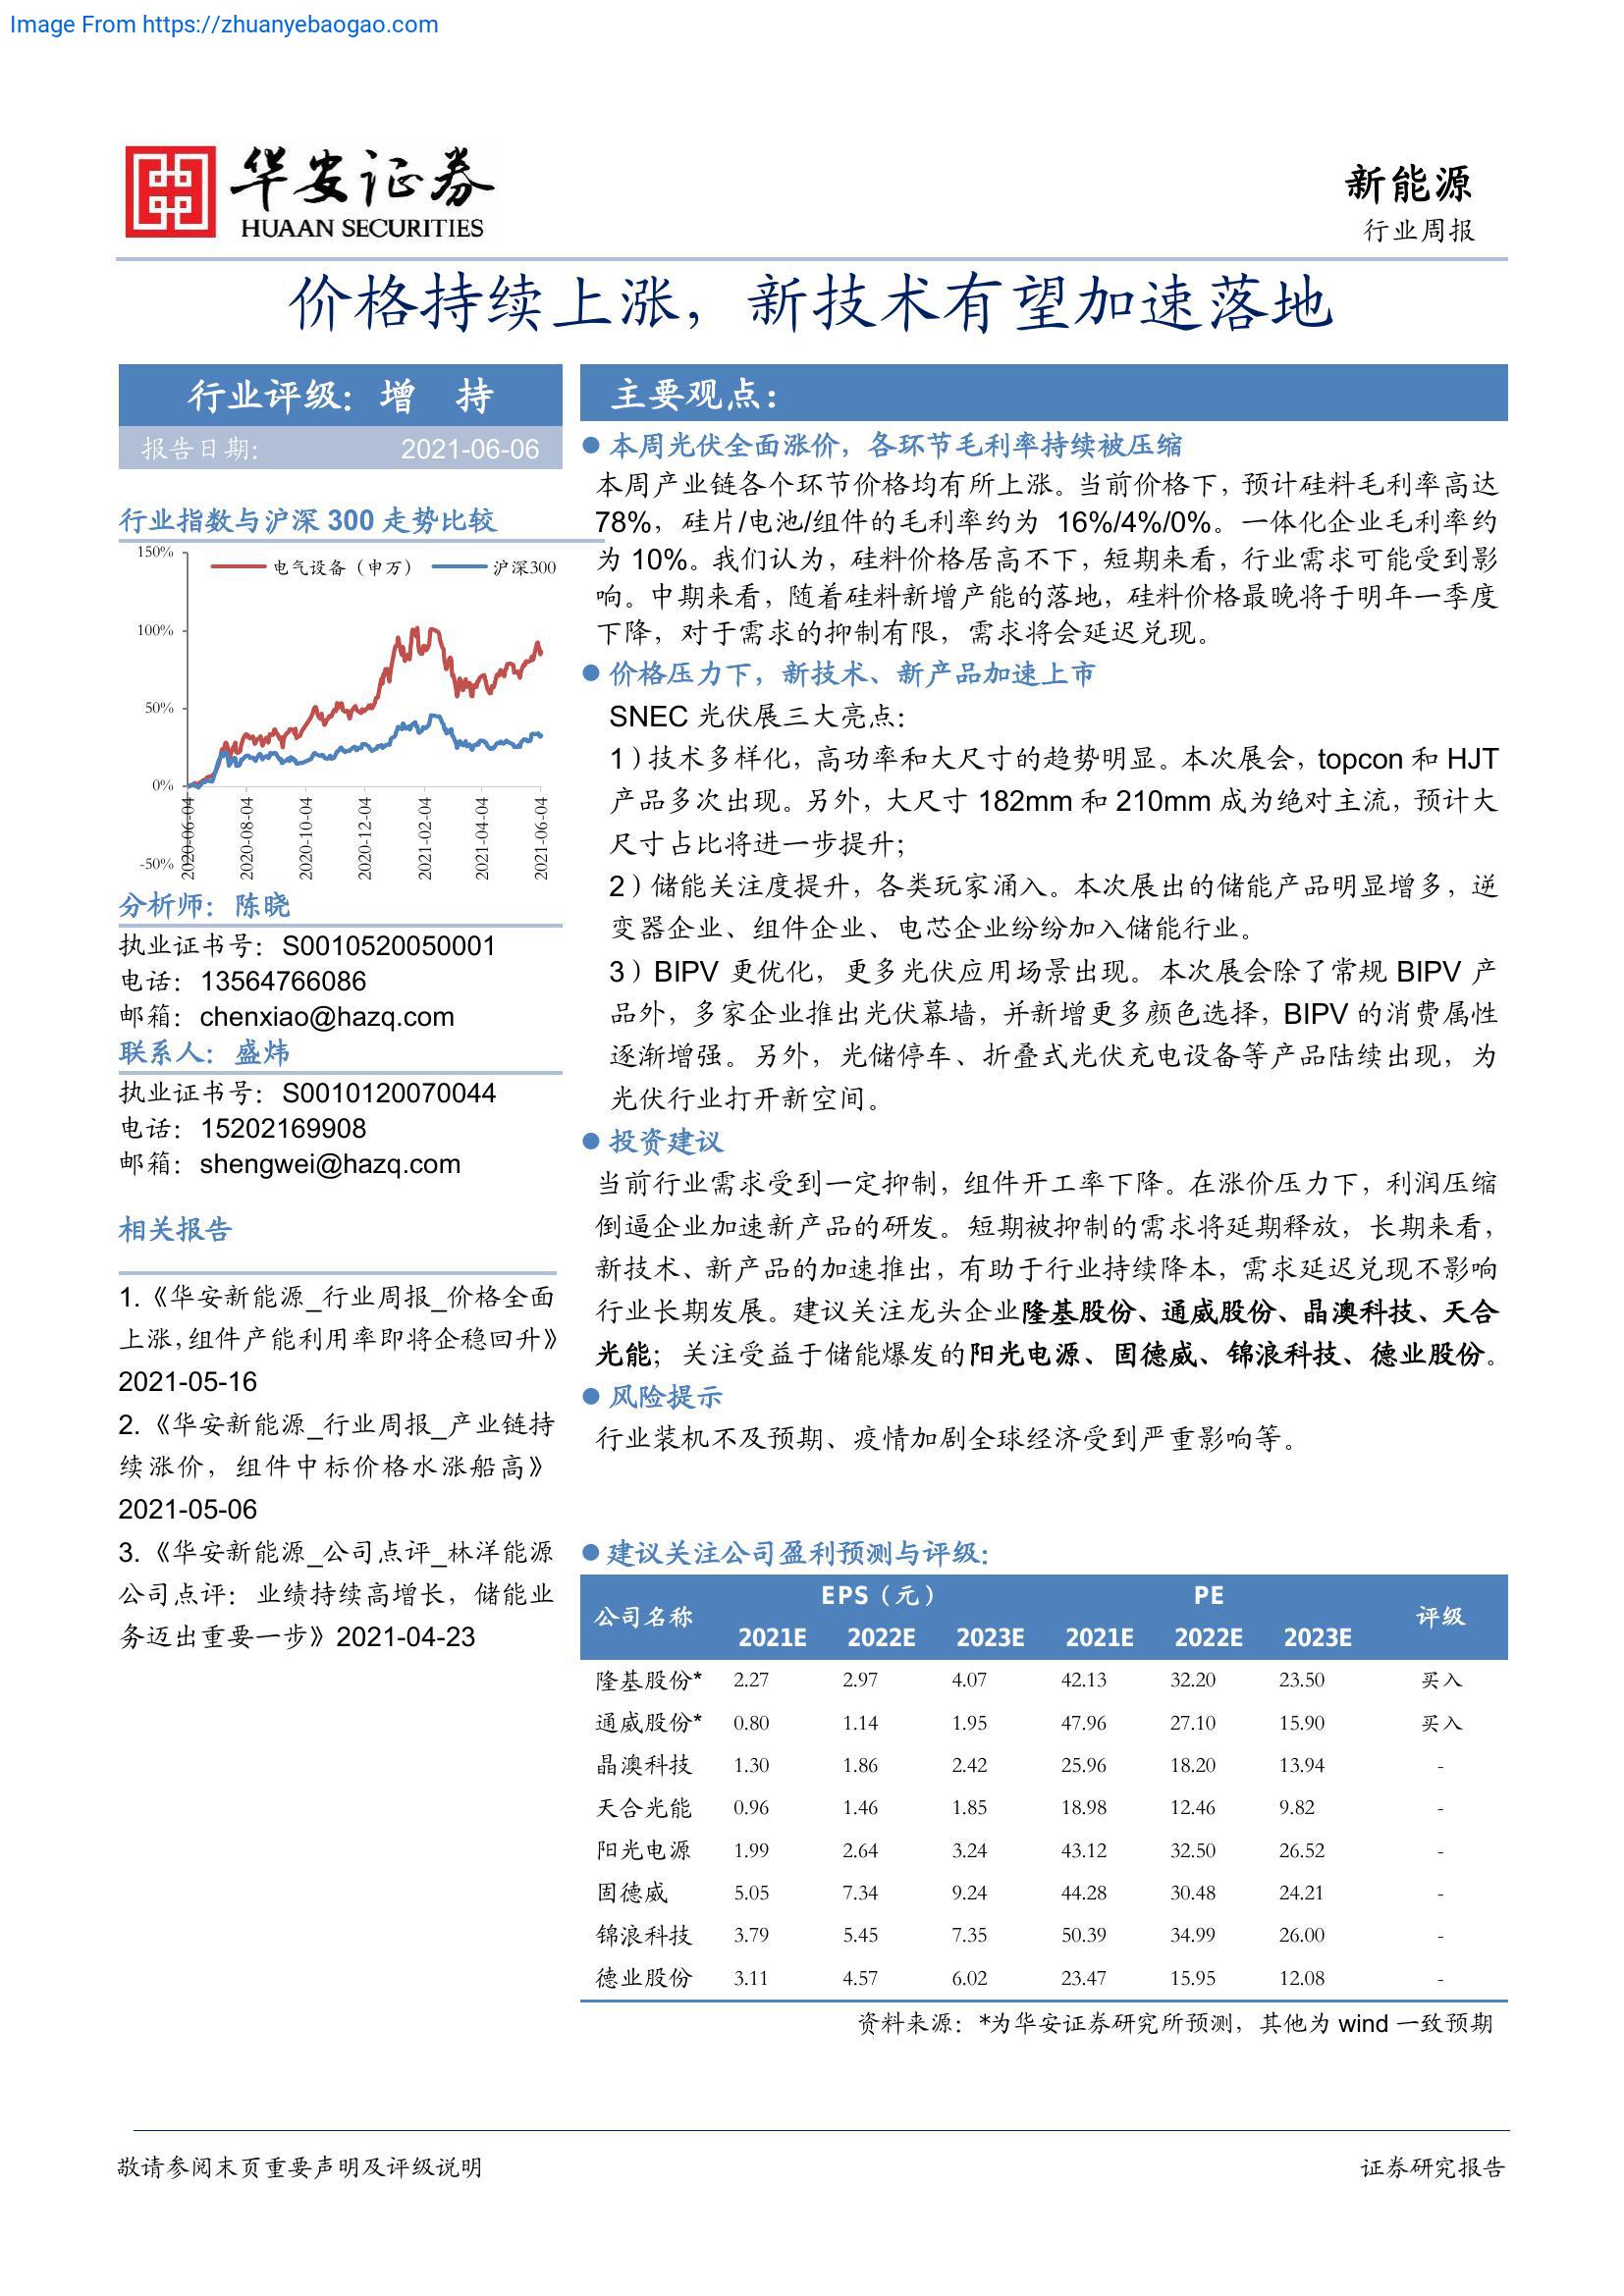 Image From https://zhuanyebaogao.com
华安证券
HUAAN SECURITIES
新能源
行业周报
价格持续上涨，新技术有望加速落地
行业评级：增 持
报告日期： 2021-06-06
行业指数与沪深 300 走势比较
电气设备（申万） 沪深300
150%
100%
50%
0%
-50%
2020-06-04
2020-08-04
2020-10-04
2020-12-04
2021-02-04
2021-04-04
2021-06-04
分析师：陈晓
执业证书号：S0010520050001
电话：13564766086
邮箱：chenxiao@hazq.com
联系人：盛炜
执业证书号：S0010120070044
电话：15202169908
邮箱：shengwei@hazq.com
相关报告
1.《华安新能源_行业周报_价格全面
上涨,组件产能利用率即将企稳回升》
2021-05-16
2.《华安新能源_行业周报_产业链持
续涨价，组件中标价格水涨船高》
2021-05-06
3.《华安新能源_公司点评_林洋能源
公司点评：业绩持续高增长，储能业
务迈出重要一步》2021-04-23
主要观点：
● 本周光伏全面涨价，各环节毛利率持续被压缩
本周产业链各个环节价格均有所上涨。当前价格下，预计硅料毛利率高达
78%，硅片/电池/组件的毛利率约为 16%/4%/0%。一体化企业毛利率约
为 10%。我们认为，硅料价格居高不下，短期来看，行业需求可能受到影
响。中期来看，随着硅料新增产能的落地，硅料价格最晚将于明年一季度
下降，对于需求的抑制有限，需求将会延迟兑现。
● 价格压力下，新技术、新产品加速上市
SNEC 光伏展三大亮点：
1）技术多样化，高功率和大尺寸的趋势明显。本次展会，topcon 和 HJT
产品多次出现。另外，大尺寸 182mm 和 210mm 成为绝对主流，预计大
尺寸占比将进一步提升；
2）储能关注度提升，各类玩家涌入。本次展出的储能产品明显增多，逆
变器企业、组件企业、电芯企业纷纷加入储能行业。
3）BIPV 更优化，更多光伏应用场景出现。本次展会除了常规 BIPV 产
品外，多家企业推出光伏幕墙，并新增更多颜色选择，BIPV 的消费属性
逐渐增强。另外，光储停车、折叠式光伏充电设备等产品陆续出现，为
光伏行业打开新空间。
● 投资建议
当前行业需求受到一定抑制，组件开工率下降。在涨价压力下，利润压缩
倒逼企业加速新产品的研发。短期被抑制的需求将延期释放，长期来看，
新技术、新产品的加速推出，有助于行业持续降本，需求延迟兑现不影响
行业长期发展。建议关注龙头企业隆基股份、通威股份、晶澳科技、天合
光能；关注受益于储能爆发的阳光电源、固德威、锦浪科技、德业股份。
● 风险提示
行业装机不及预期、疫情加剧全球经济受到严重影响等。
● 建议关注公司盈利预测与评级：
公司名称 EPS（元） PE 评级
2021E 2022E 2023E 2021E 2022E 2023E
隆基股份* 2.27 2.97 4.07 42.13 32.20 23.50 买入
通威股份* 0.80 1.14 1.95 47.96 27.10 15.90 买入
晶澳科技 1.30 1.86 2.42 25.96 18.20 13.94 -
天合光能 0.96 1.46 1.85 18.98 12.46 9.82 -
阳光电源 1.99 2.64 3.24 43.12 32.50 26.52 -
固德威 5.05 7.34 9.24 44.28 30.48 24.21 -
锦浪科技 3.79 5.45 7.35 50.39 34.99 26.00 -
德业股份 3.11 4.57 6.02 23.47 15.95 12.08 -
资料来源：*为华安证券研究所预测，其他为 wind 一致预期
敬请参阅末页重要声明及评级说明 证券研究报告